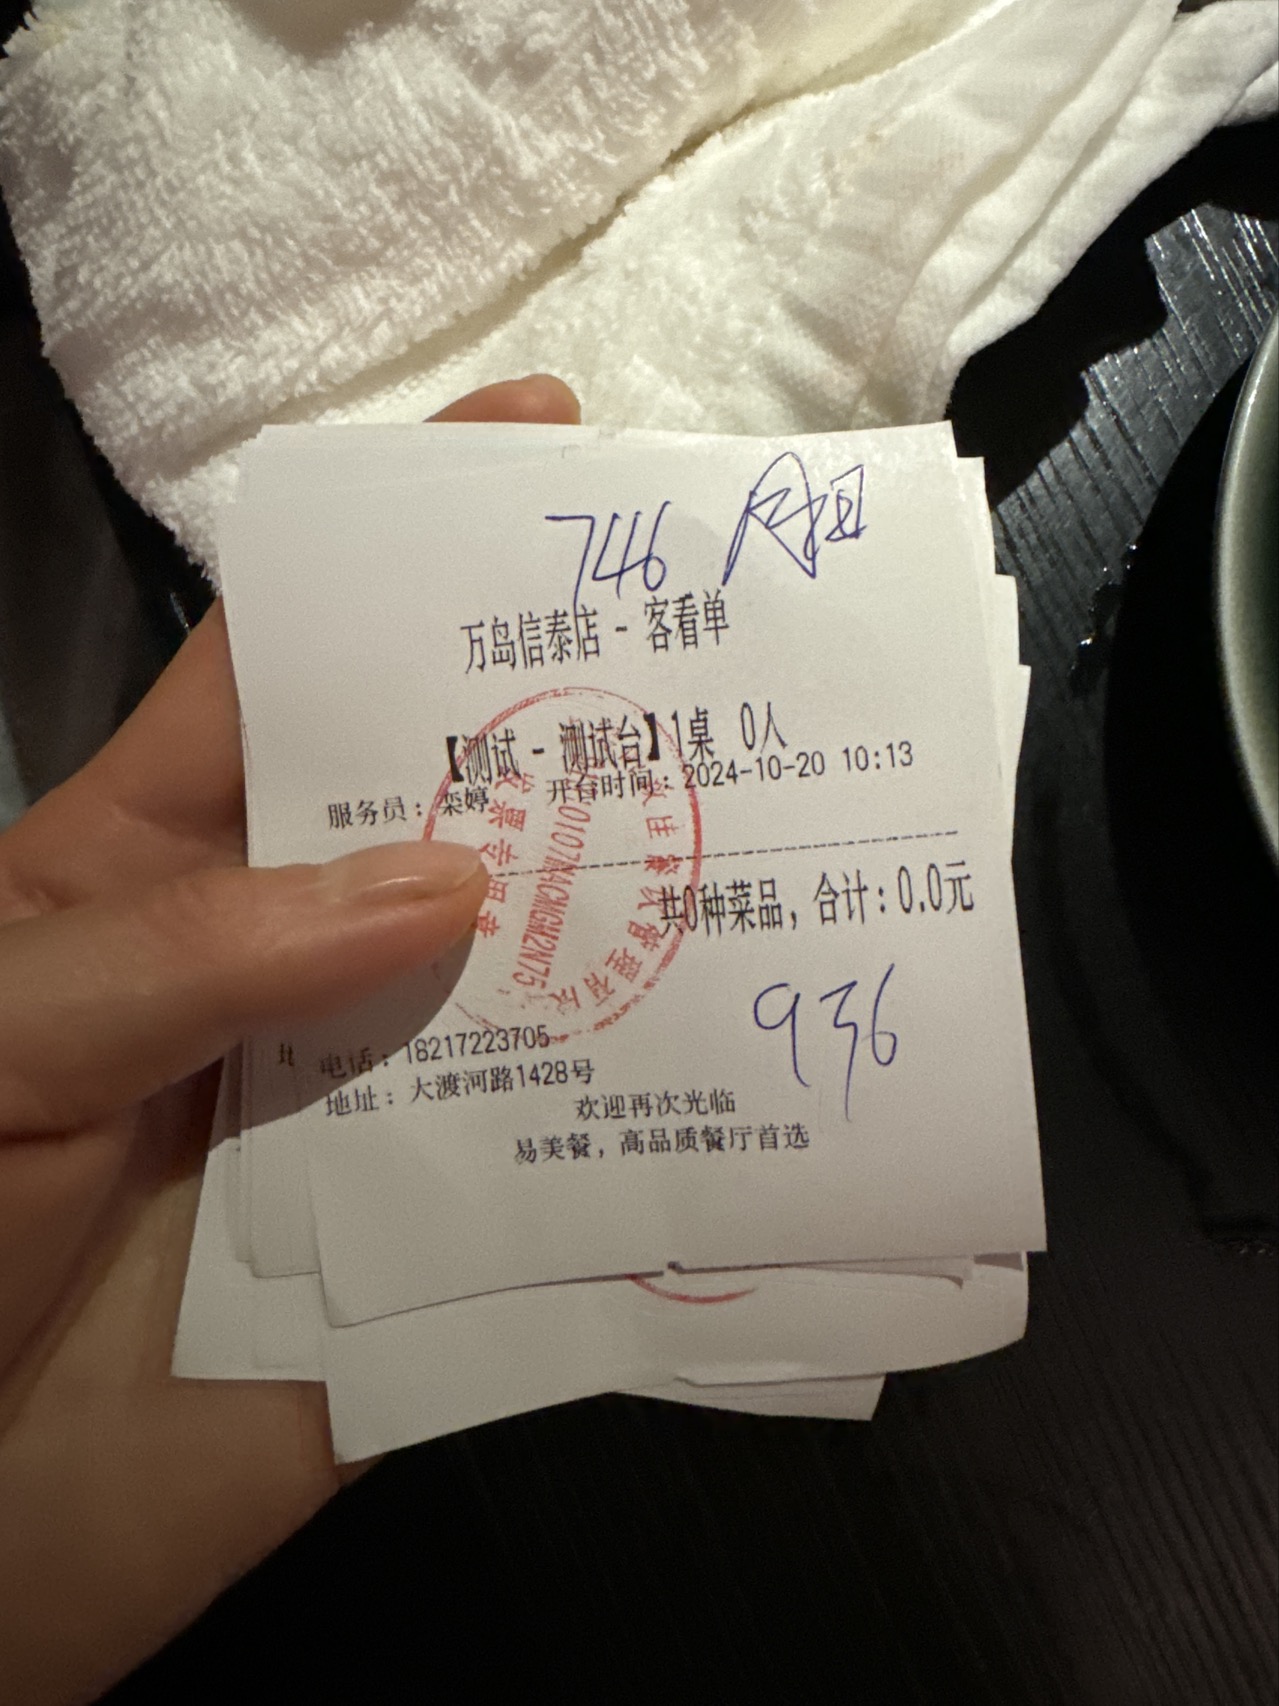 746
万岛信泰店 - 客看单
【测试 - 测试台】1桌 0人
服务员：栾婷 开台时间：2024-10-20 10:13
共0种菜品，合计：0.0元
936
电话：18217223705
地址：大渡河路1428号
欢迎再次光临
易美餐，高品质餐厅首选